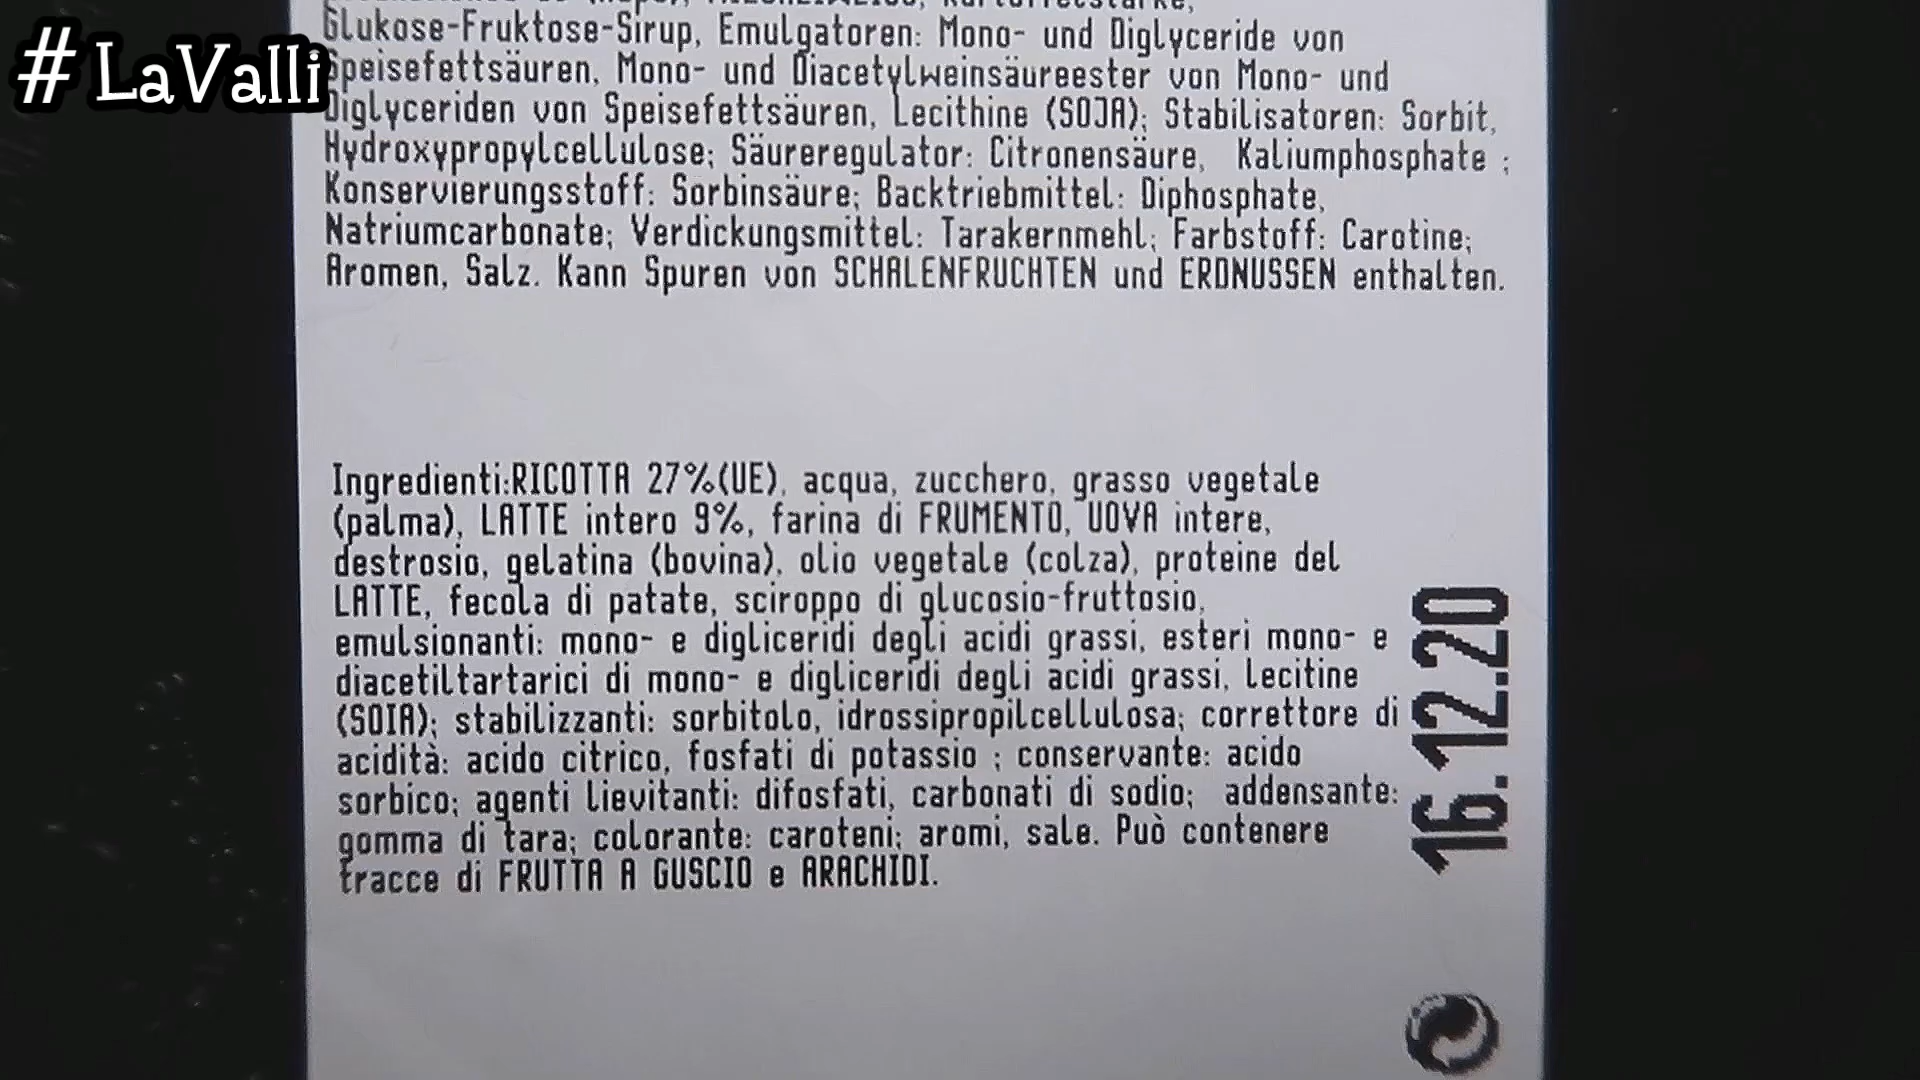 # LaValli
Glukose-Fruktose-Sirup, Emulgatoren: Mono- und Diglyceride von
Speisefettsäuren, Mono- und Diacetylweinsäureester von Mono- und
Diglyceriden von Speisefettsäuren, Lecithine (SOJA); Stabilisatoren: Sorbit,
Hydroxypropylcellulose; Säureregulator: Citronensäure, Kaliumphosphate ;
Konservierungsstoff: Sorbinsäure; Backtriebmittel: Diphosphate,
Natriumcarbonate; Verdickungsmittel: Tarakernmehl; Farbstoff: Carotine;
Aromen, Salz. Kann Spuren von SCHALENFRUCHTEN und ERDNUSSEN enthalten.
Ingredienti:RICOTTA 27%(UE), acqua, zucchero, grasso vegetale
(palma), LATTE intero 9%, farina di FRUMENTO, UOVA intere,
destrosio, gelatina (bovina), olio vegetale (colza), proteine del
LATTE, fecola di patate, sciroppo di glucosio-fruttosio,
emulsionanti: mono- e digliceridi degli acidi grassi, esteri mono- e
diacetiltartarici di mono- e digliceridi degli acidi grassi, lecitine
(SOIA); stabilizzanti: sorbitolo, idrossipropilcellulosa; correttore di
acidità: acido citrico, fosfati di potassio ; conservante: acido
sorbico; agenti lievitanti: difosfati, carbonati di sodio; addensante:
gomma di tara; colorante: caroteni; aromi, sale. Può contenere
tracce di FRUTTA A GUSCIO e ARACHIDI.
16.12.20